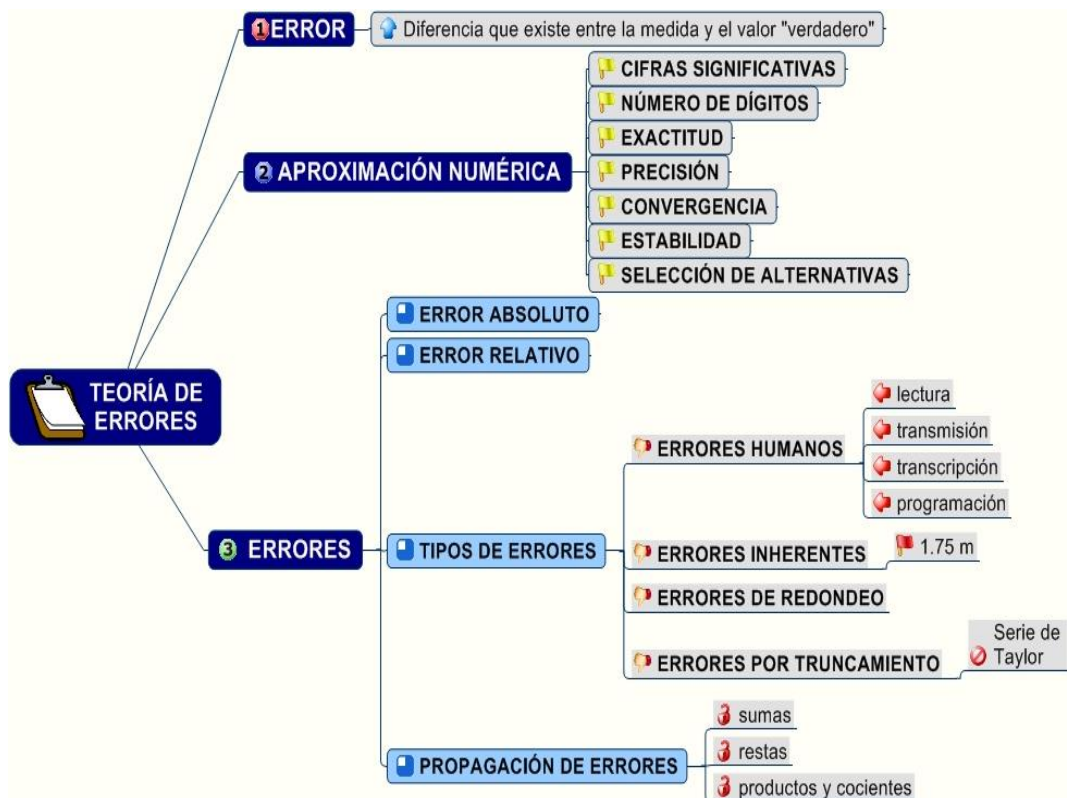 1 ERROR
Diferencia que existe entre la medida y el valor "verdadero"
2 APROXIMACIÓN NUMÉRICA
CIFRAS SIGNIFICATIVAS
NÚMERO DE DÍGITOS
EXACTITUD
PRECISIÓN
CONVERGENCIA
ESTABILIDAD
SELECCIÓN DE ALTERNATIVAS
TEORÍA DE
ERRORES
3 ERRORES
ERROR ABSOLUTO
ERROR RELATIVO
TIPOS DE ERRORES
ERRORES HUMANOS
lectura
transmisión
transcripción
programación
ERRORES INHERENTES
1.75 m
ERRORES DE REDONDEO
ERRORES POR TRUNCAMIENTO
Serie de
Taylor
PROPAGACIÓN DE ERRORES
sumas
restas
productos y cocientes